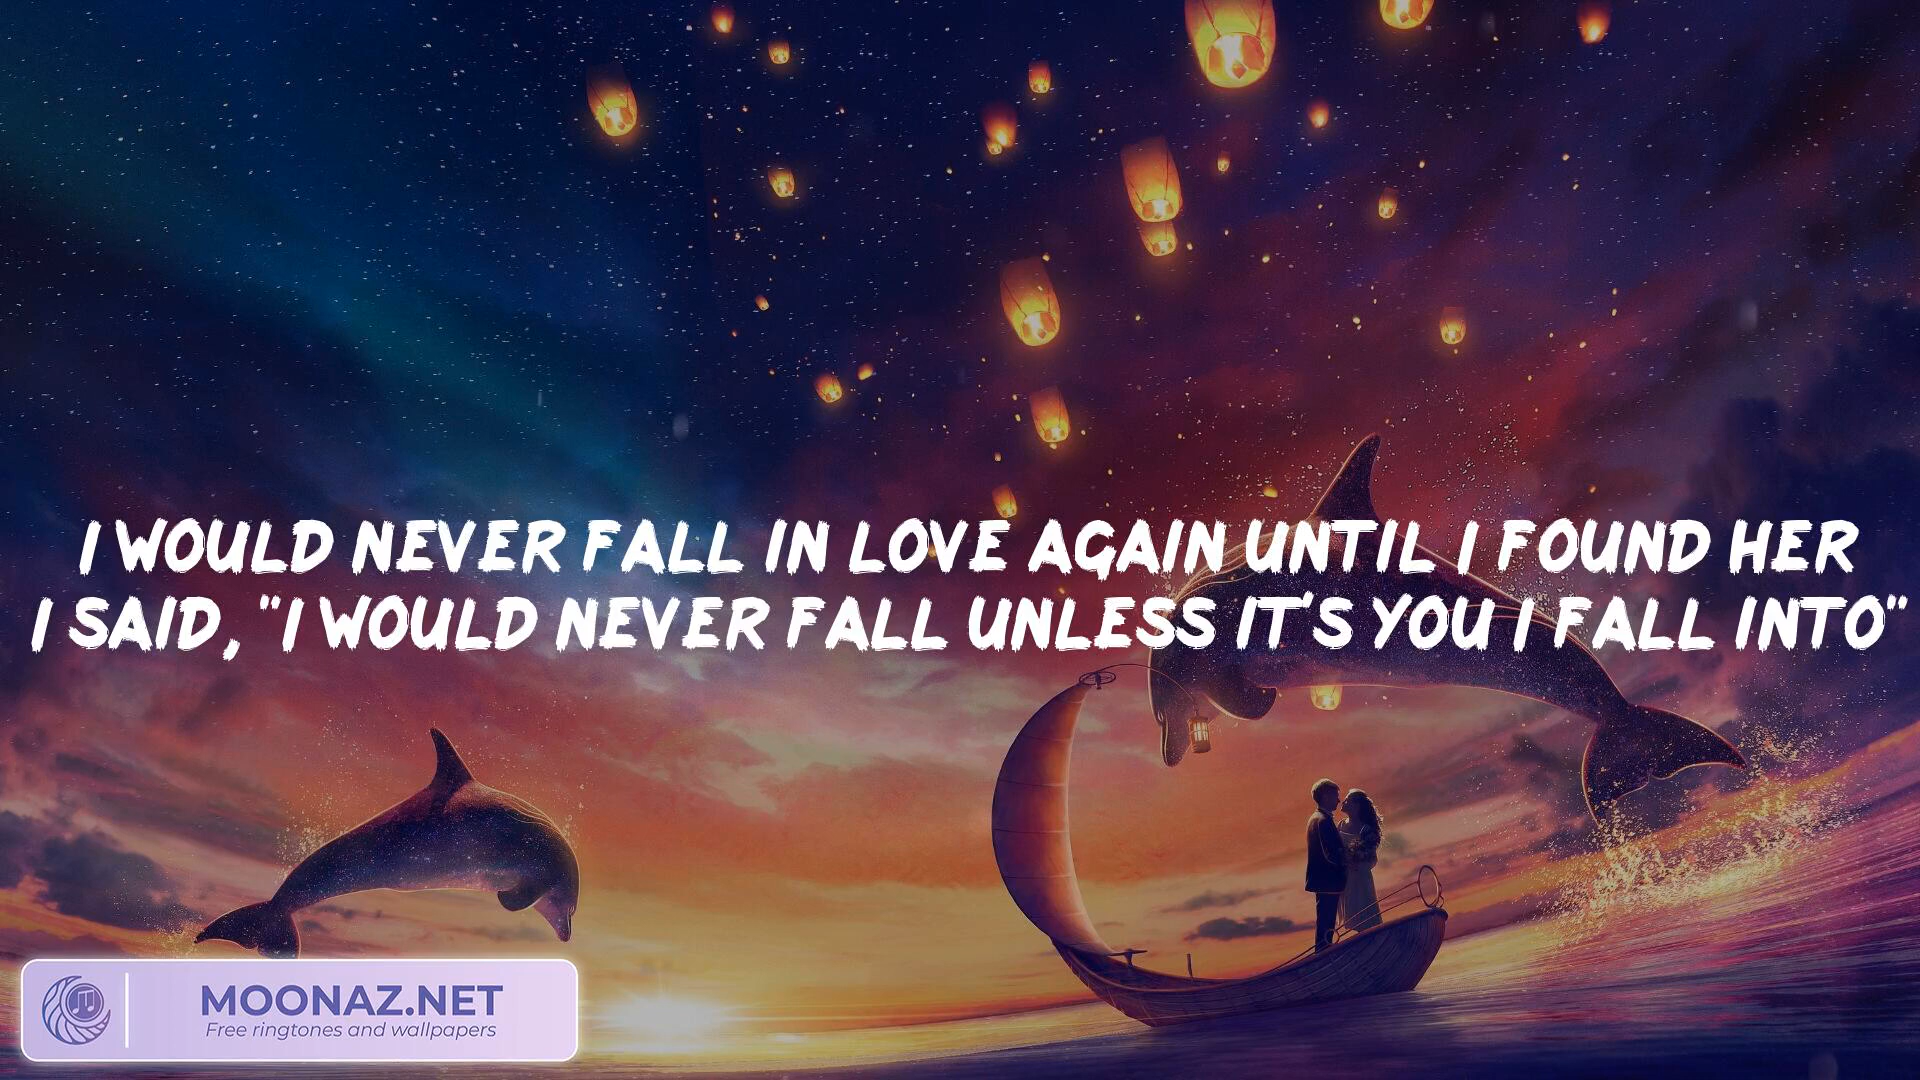 I WOULD NEVER FALL IN LOVE AGAIN UNTIL I FOUND HER
I SAID, "I WOULD NEVER FALL UNLESS IT'S YOU I FALL INTO"
MOONAZ.NET
Free ringtones and wallpapers